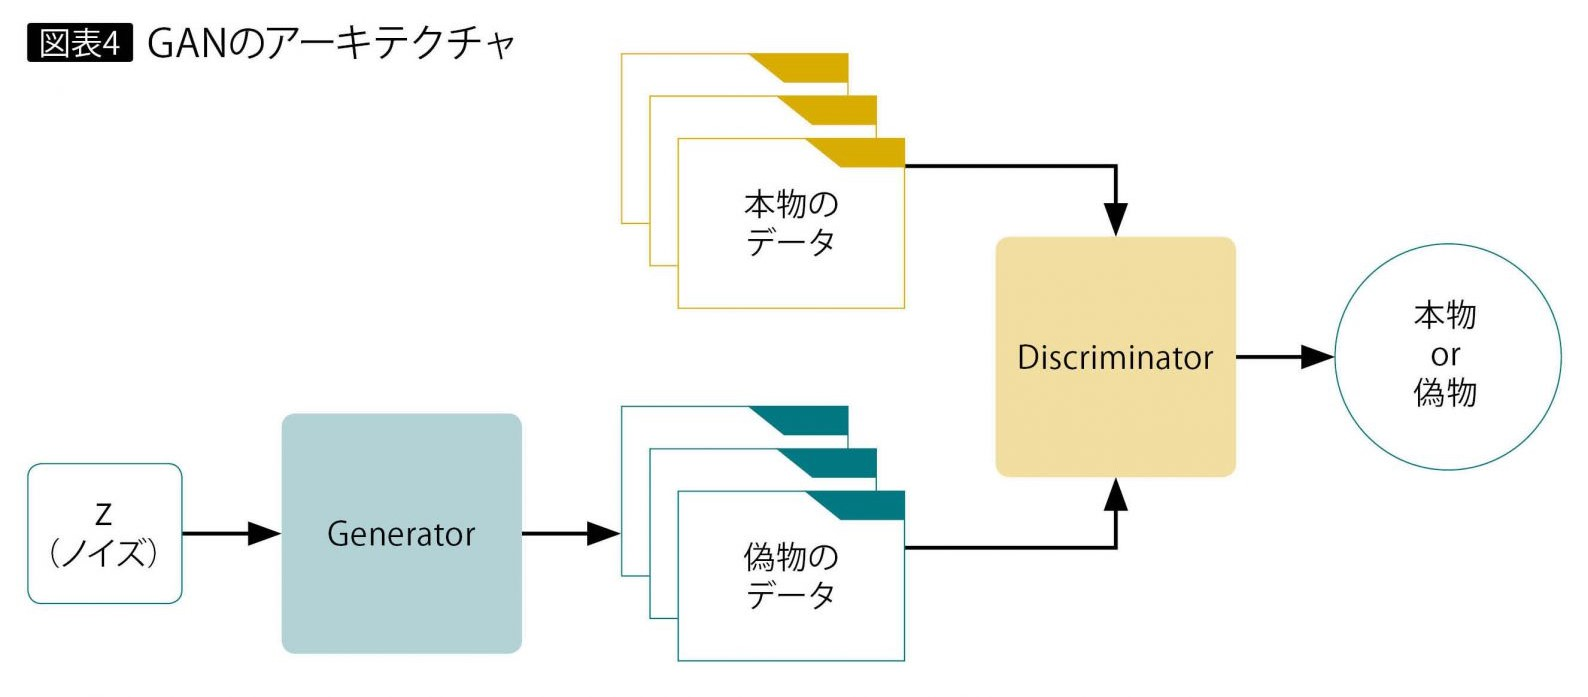 図表4 GANのアーキテクチャ
本物の
データ
Discriminator
本物
or
偽物
z
（ノイズ）
Generator
偽物の
データ